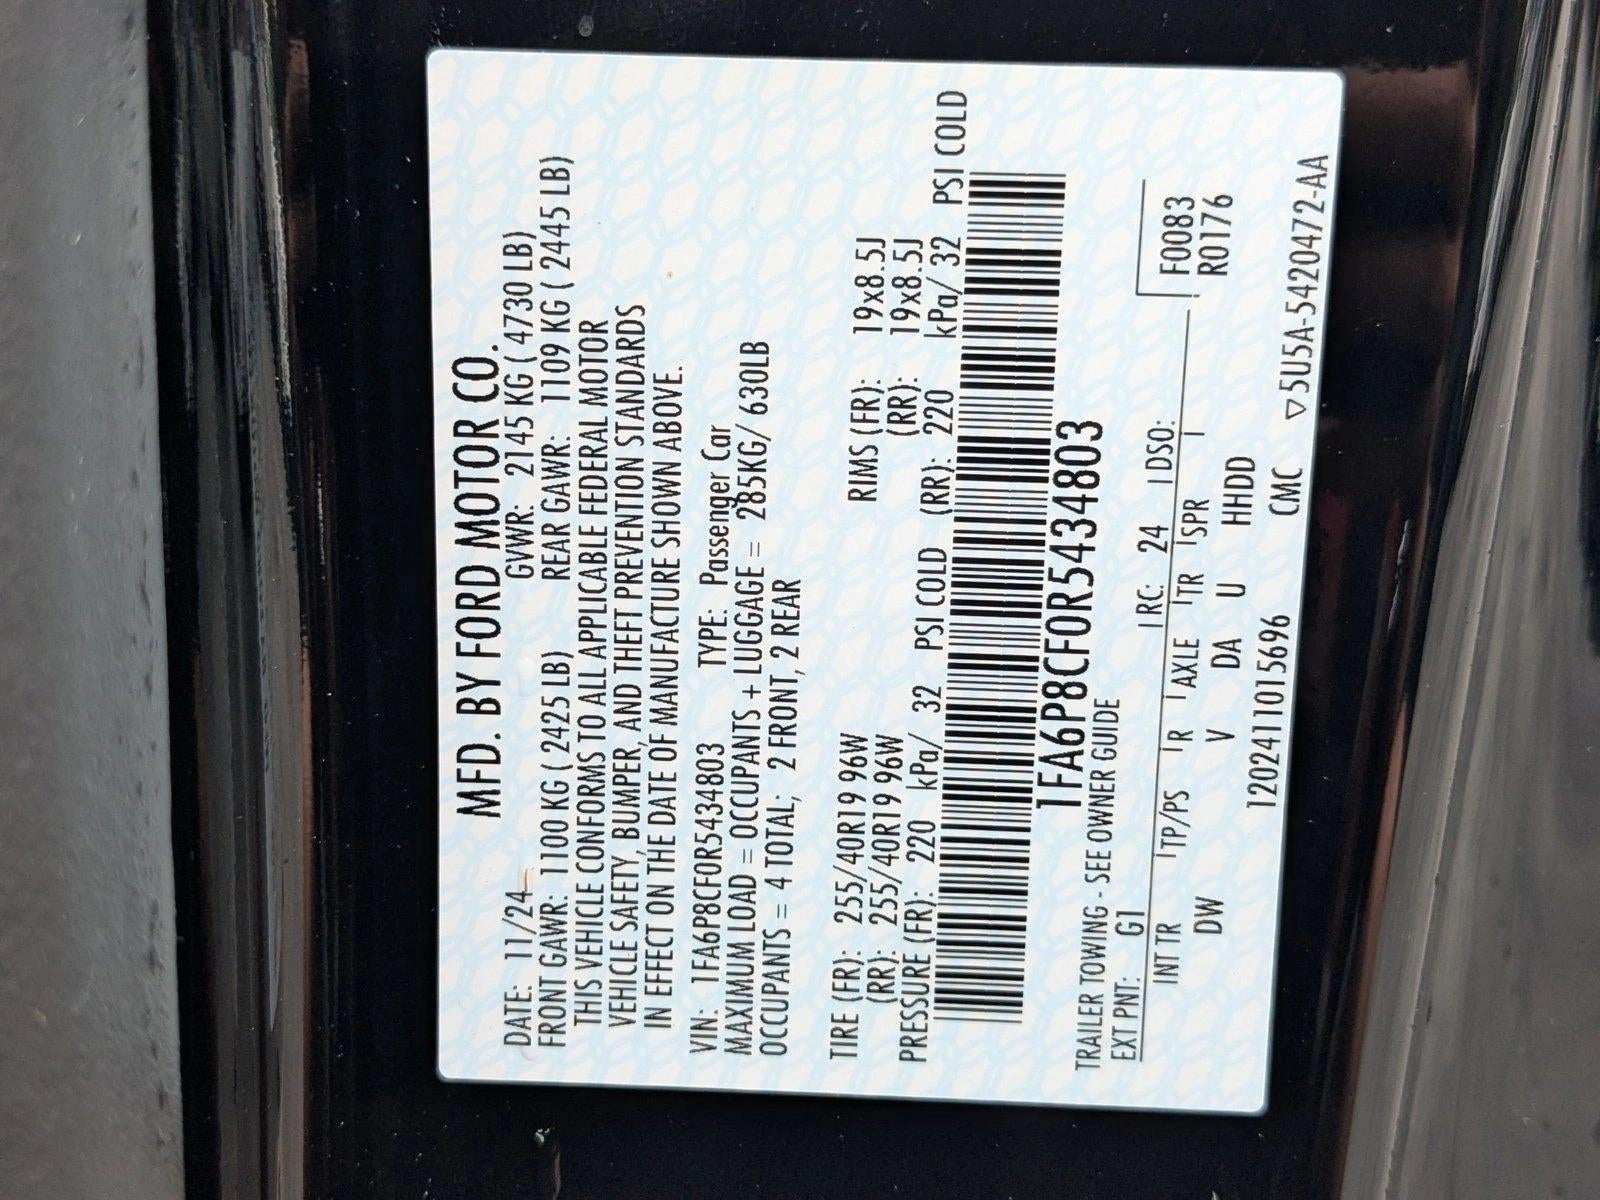 MFD. BY FORD MOTOR CO.
DATE: 11/24 GVWR: 2145 KG ( 4730 LB)
FRONT GAWR: 1100 KG ( 2425 LB) REAR GAWR: 1109 KG ( 2445 LB)
THIS VEHICLE CONFORMS TO ALL APPLICABLE FEDERAL MOTOR
VEHICLE SAFETY, BUMPER, AND THEFT PREVENTION STANDARDS
IN EFFECT ON THE DATE OF MANUFACTURE SHOWN ABOVE.
VIN: 1FA6P8CF0R5434803 TYPE: Passenger Car
MAXIMUM LOAD = OCCUPANTS + LUGGAGE = 285KG/ 630LB
OCCUPANTS = 4 TOTAL; 2 FRONT, 2 REAR
TIRE (FR): 255/40R19 96W RIMS (FR): 19x8.5J
(RR): 255/40R19 96W (RR): 19x8.5J
PRESSURE (FR): 220 kPa/ 32 PSI COLD (RR): 220 kPa/ 32 PSI COLD
1FA6P8CF0R5434803
TRAILER TOWING - SEE OWNER GUIDE
EXT PNT: G1 RC: 24 DSO: F0083
INT TR TP/PS R AXLE TR SPR R0176
DW V DA U HHDD
120241101 5696 CMC ▽5U5A-5420472-AA